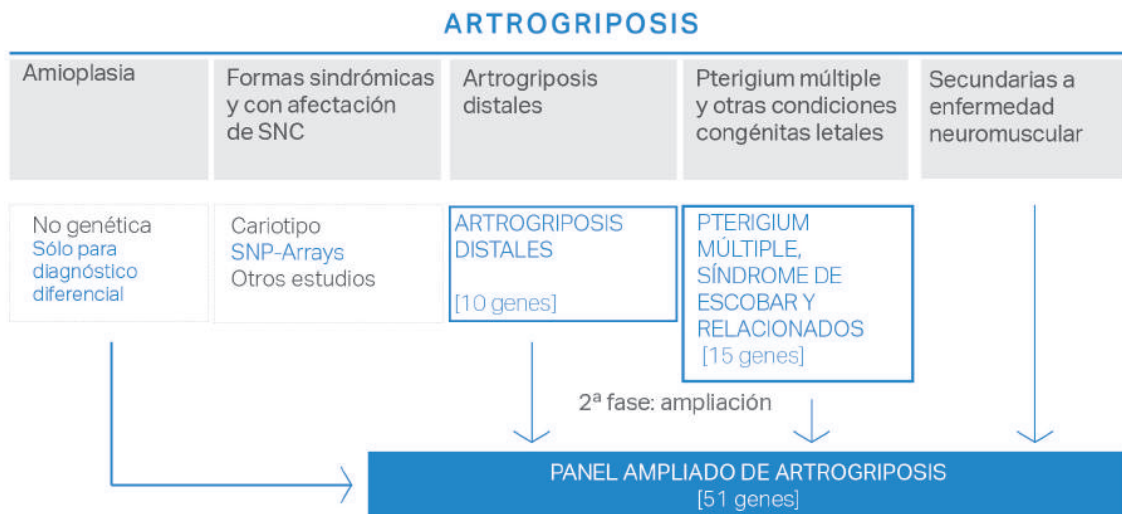 ARTROGRIPOSIS
Amioplasia
Formas sindrómicas
y con afectación
de SNC
Artrogriposis
distales
Pterigium múltiple
y otras condiciones
congénitas letales
Secundarias a
enfermedad
neuromuscular
No genética
Sólo para
diagnóstico
diferencial
Cariotipo
SNP-Arrays
Otros estudios
ARTROGRIPOSIS
DISTALES
[10 genes]
PTERIGIUM
MÚLTIPLE,
SÍNDROME DE
ESCOBAR Y
RELACIONADOS
[15 genes]
2ª fase: ampliación
PANEL AMPLIADO DE ARTROGRIPOSIS
[51 genes]